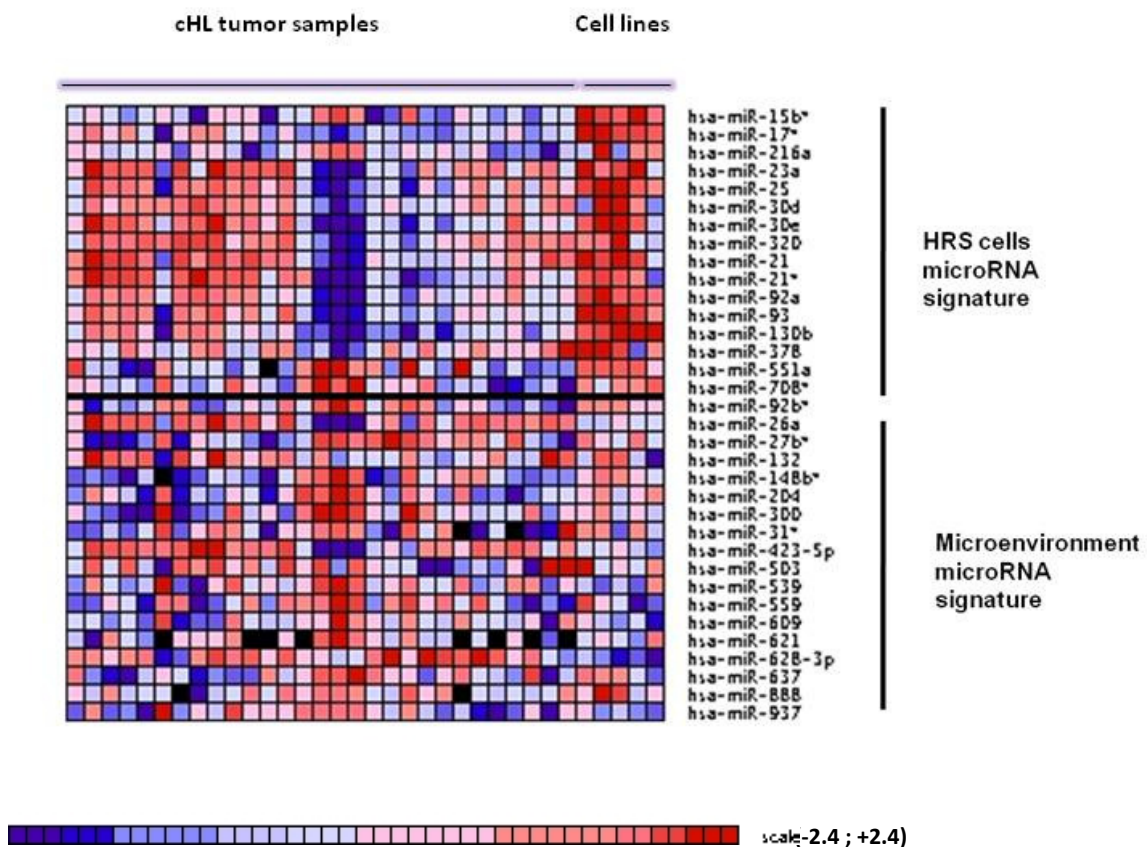 cHL tumor samples
Cell lines
hsa-miR-15b*
hsa-miR-17*
hsa-miR-216a
hsa-miR-23a
hsa-miR-25
hsa-miR-30d
hsa-miR-30e
hsa-miR-320
hsa-miR-21
hsa-miR-21*
hsa-miR-92a
hsa-miR-93
hsa-miR-130b
hsa-miR-378
hsa-miR-551a
hsa-miR-708*
hsa-miR-92b*
hsa-miR-26a
hsa-miR-27b*
hsa-miR-132
hsa-miR-148b*
hsa-miR-204
hsa-miR-300
hsa-miR-31*
hsa-miR-423-5p
hsa-miR-503
hsa-miR-539
hsa-miR-559
hsa-miR-609
hsa-miR-621
hsa-miR-628-3p
hsa-miR-637
hsa-miR-888
hsa-miR-937
HRS cells
microRNA
signature
Microenvironment
microRNA
signature
scale -2.4 ; +2.4)